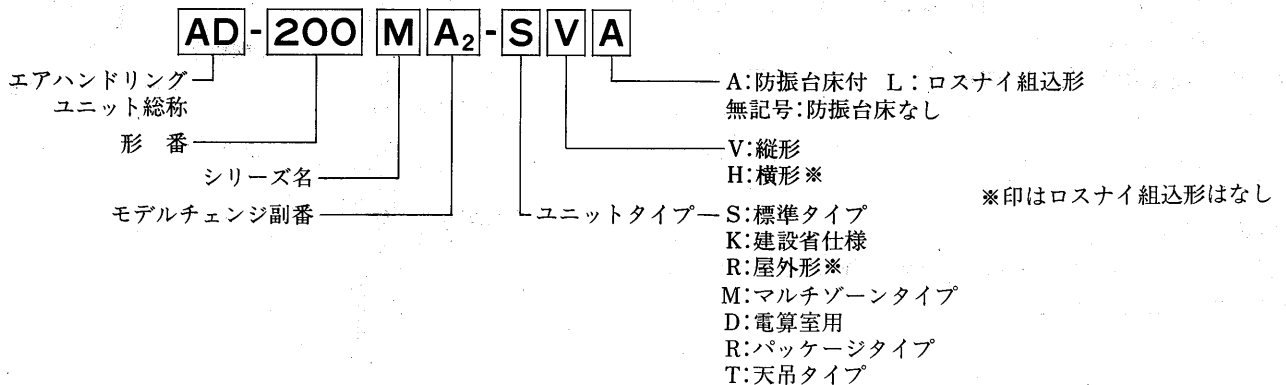 AD-200 M A₂-S V A
エアハンドリング
ユニット総称
形 番
シリーズ名
モデルチェンジ副番
A:防振台床付 L:ロスナイ組込形
無記号:防振台床なし
V:縦形
H:横形※
※印はロスナイ組込形はなし
ユニットタイプ
S:標準タイプ
K:建設省仕様
R:屋外形※
M:マルチゾーンタイプ
D:電算室用
R:パッケージタイプ
T:天吊タイプ